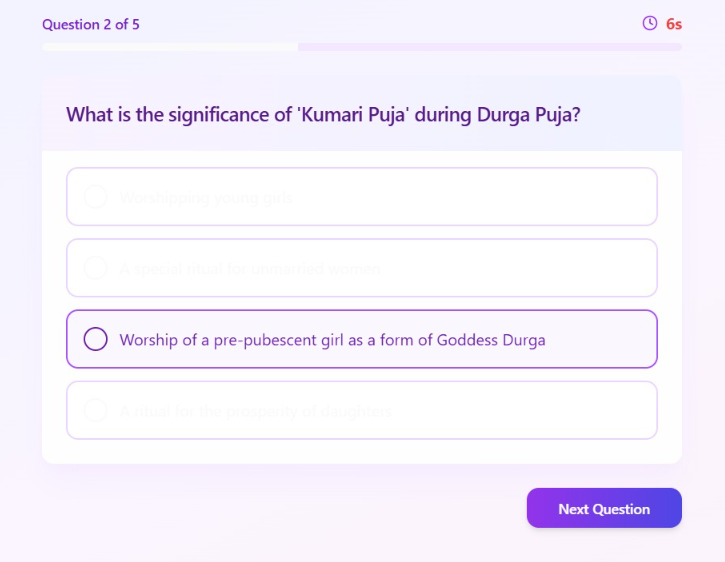 Question 2 of 5
6s
What is the significance of 'Kumari Puja' during Durga Puja?
Worshipping young girls
A special ritual for unmarried women
Worship of a pre-pubescent girl as a form of Goddess Durga
A ritual for the prosperity of daughters
Next Question